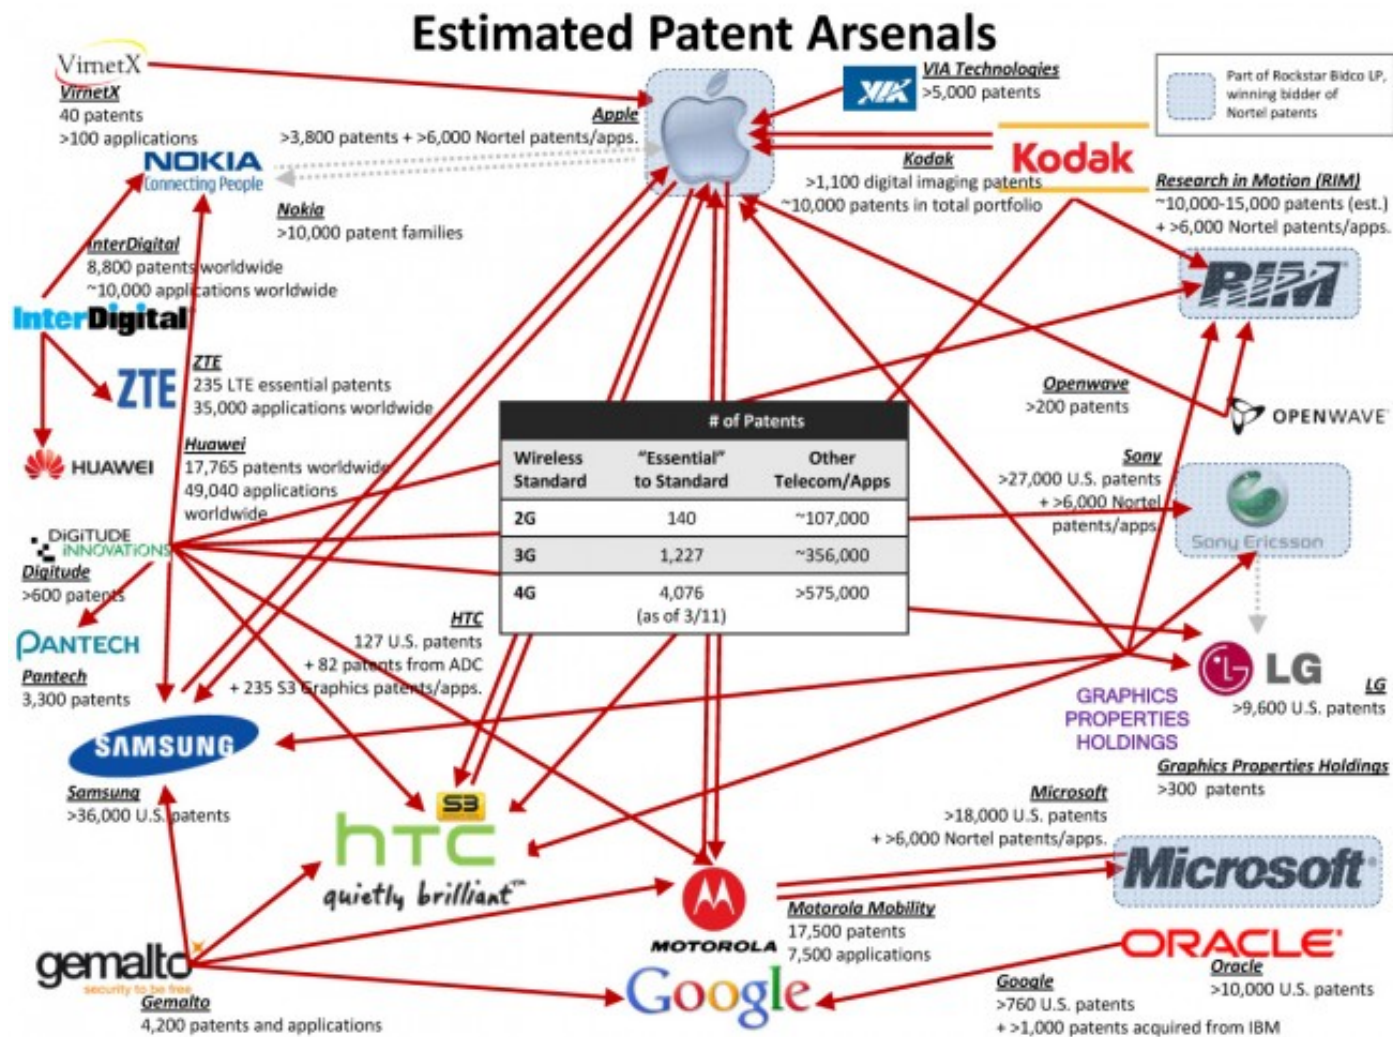 Estimated Patent Arsenals
VirnetX
VirnetX
40 patents
>100 applications
Apple
>3,800 patents + >6,000 Nortel patents/apps.
VIA
VIA Technologies
>5,000 patents
Part of Rockstar Bidco LP,
winning bidder of
Nortel patents
NOKIA
Connecting People
Nokia
>10,000 patent families
Kodak
Kodak
>1,100 digital imaging patents
~10,000 patents in total portfolio
Research in Motion (RIM)
~10,000-15,000 patents (est.)
+ >6,000 Nortel patents/apps.
RIM
InterDigital
8,800 patents worldwide
~10,000 applications worldwide
InterDigital
ZTE
ZTE
235 LTE essential patents
35,000 applications worldwide
Openwave
>200 patents
OPENWAVE
HUAWEI
Huawei
17,765 patents worldwide
49,040 applications
worldwide
# of Patents
Wireless Standard
"Essential" to Standard
Other Telecom/Apps
2G 140 ~107,000
3G 1,227 ~356,000
4G 4,076 >575,000
(as of 3/11)
Sony
>27,000 U.S. patents
+ >6,000 Nortel
patents/apps.
Sony Ericsson
DiGiTUDE
iNNOVATiONS
Digitude
>600 patents
PANTECH
Pantech
3,300 patents
HTC
127 U.S. patents
+ 82 patents from ADC
+ 235 S3 Graphics patents/apps.
LG
LG
>9,600 U.S. patents
GRAPHICS
PROPERTIES
HOLDINGS
Graphics Properties Holdings
>300 patents
SAMSUNG
Samsung
>36,000 U.S. patents
S3
hTC
quietly brilliant™
Microsoft
>18,000 U.S. patents
+ >6,000 Nortel patents/apps.
Microsoft
MOTOROLA
Motorola Mobility
17,500 patents
7,500 applications
ORACLE
Oracle
>10,000 U.S. patents
gemalto
security to be free
Gemalto
4,200 patents and applications
Google
Google
>760 U.S. patents
+ >1,000 patents acquired from IBM